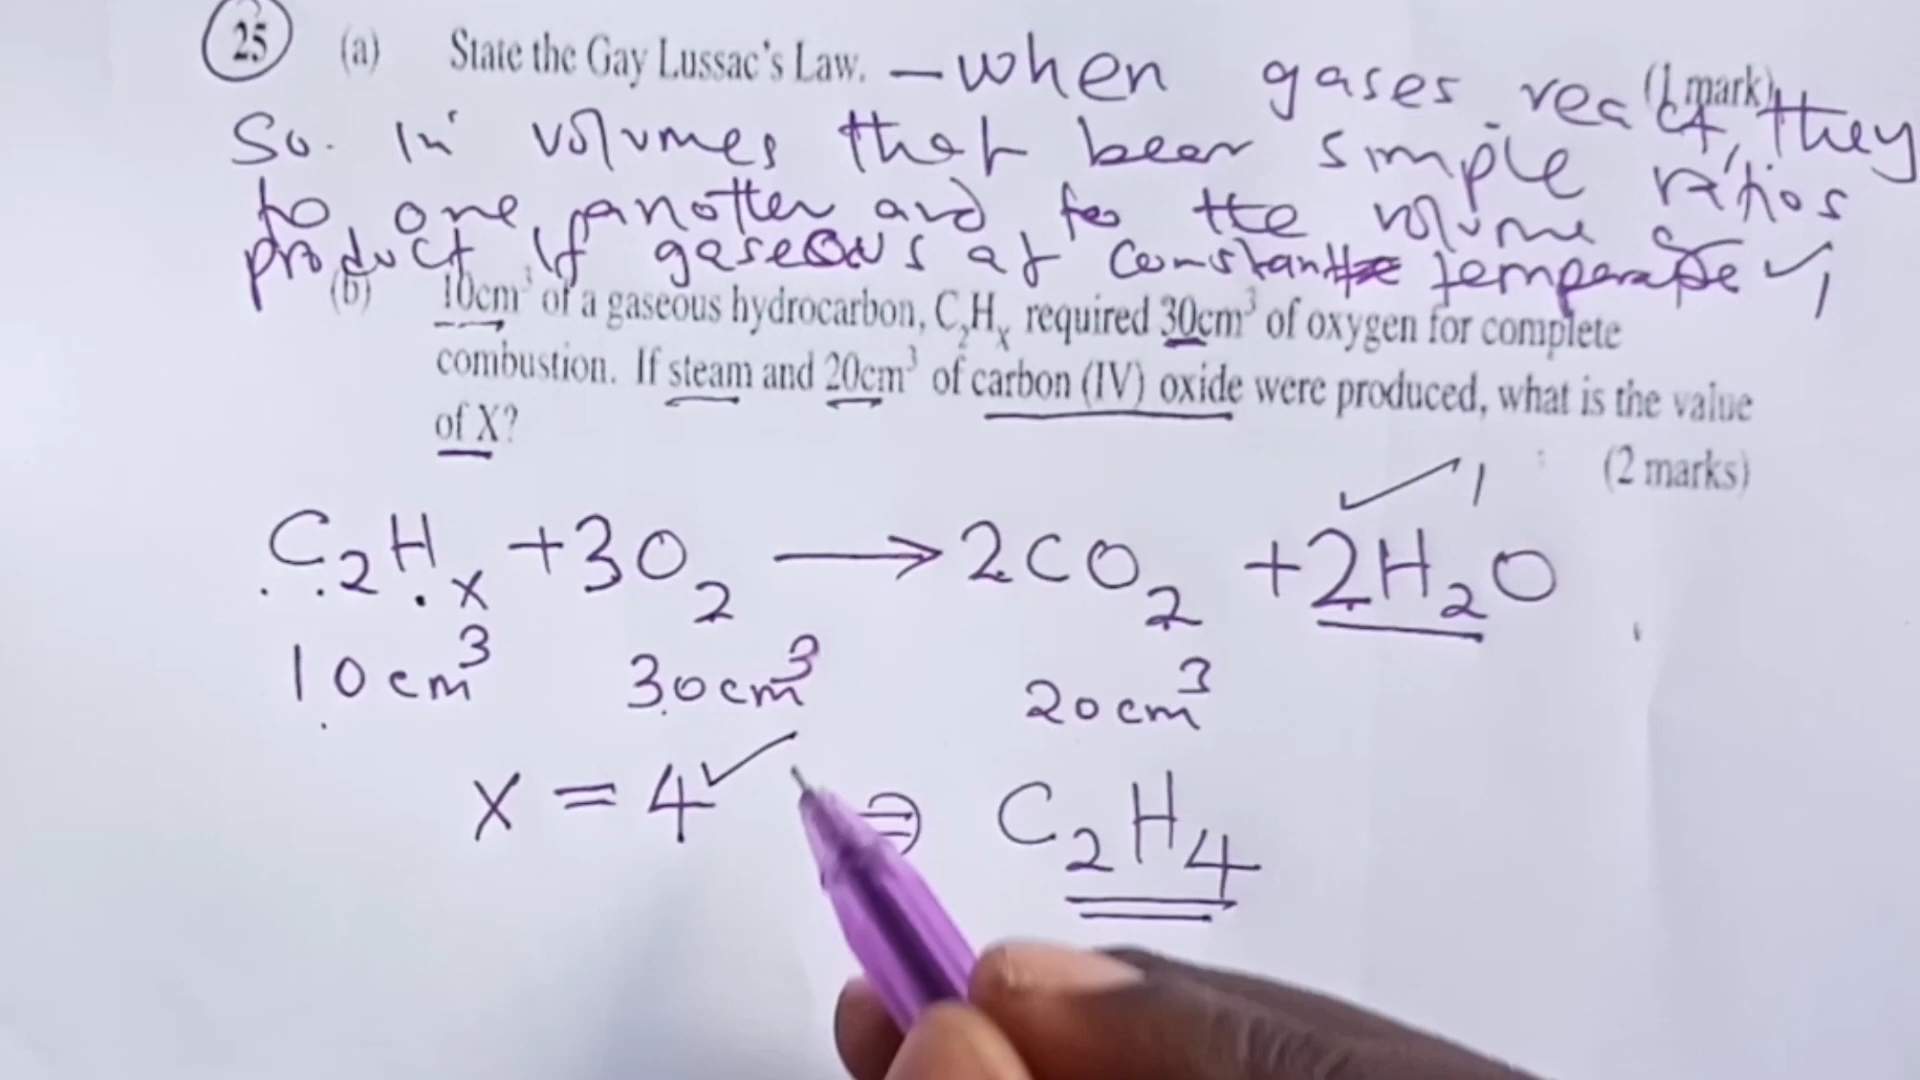 25 (a) State the Gay Lussac's Law. — when gases react, they (1 mark)
So. in volumes that bear simple ratios
to one another and to the volume of
product if gaseous at constant temperature ✓1
(b) 10cm³ of a gaseous hydrocarbon, C₂Hₓ required 30cm³ of oxygen for complete
combustion. If steam and 20cm³ of carbon (IV) oxide were produced, what is the value
of X?
(2 marks)
✓1
C₂Hₓ + 3O₂ → 2CO₂ + 2H₂O
10cm³ 30cm³ 20cm³
x = 4 ✓ ⇒ C₂H₄